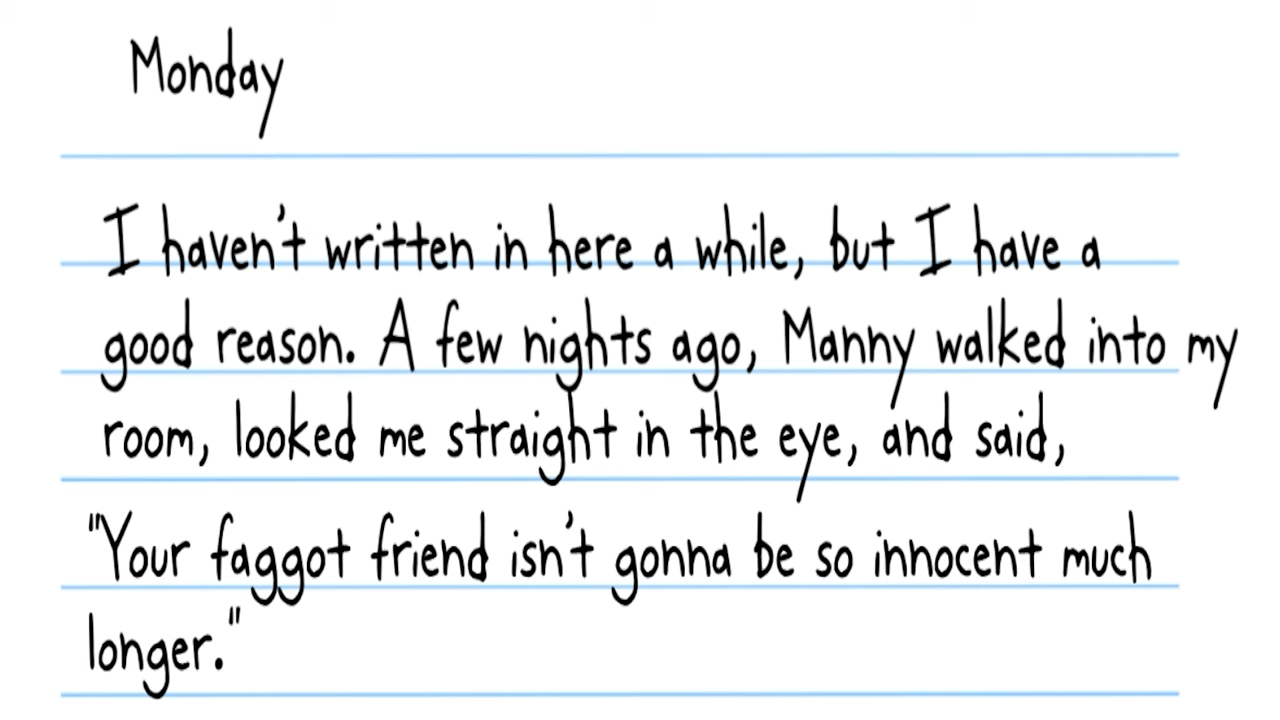 Monday
I haven't written in here a while, but I have a
good reason. A few nights ago, Manny walked into my
room, looked me straight in the eye, and said,
"Your faggot friend isn't gonna be so innocent much
longer."